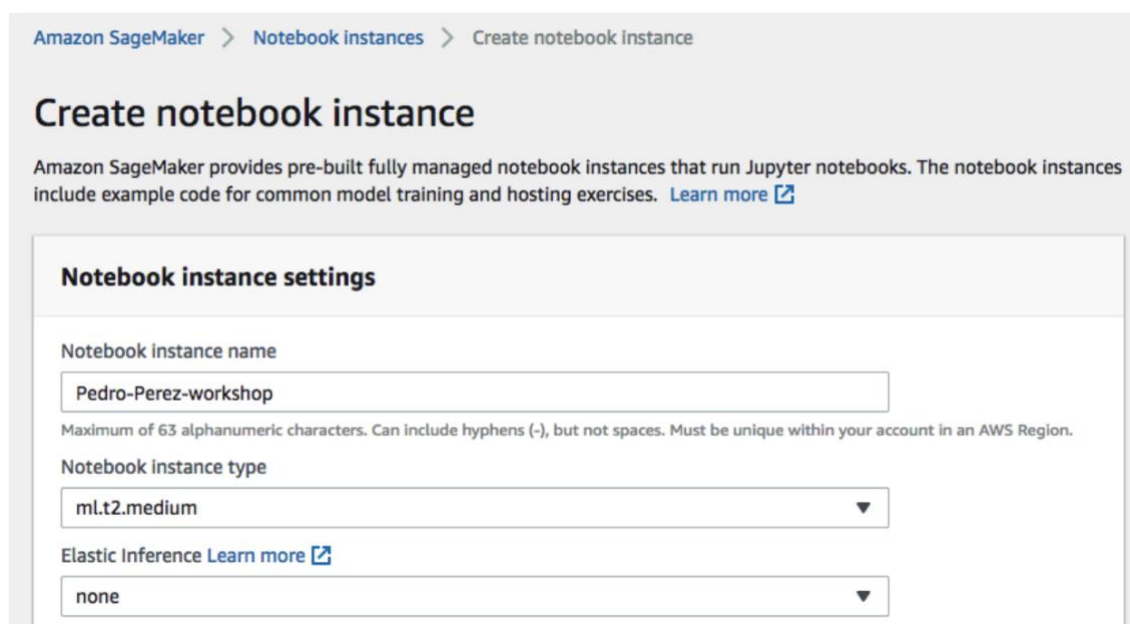 Amazon SageMaker > Notebook instances > Create notebook instance
Create notebook instance
Amazon SageMaker provides pre-built fully managed notebook instances that run Jupyter notebooks. The notebook instances
include example code for common model training and hosting exercises. Learn more
Notebook instance settings
Notebook instance name
Pedro-Perez-workshop
Maximum of 63 alphanumeric characters. Can include hyphens (-), but not spaces. Must be unique within your account in an AWS Region.
Notebook instance type
ml.t2.medium
Elastic Inference Learn more
none